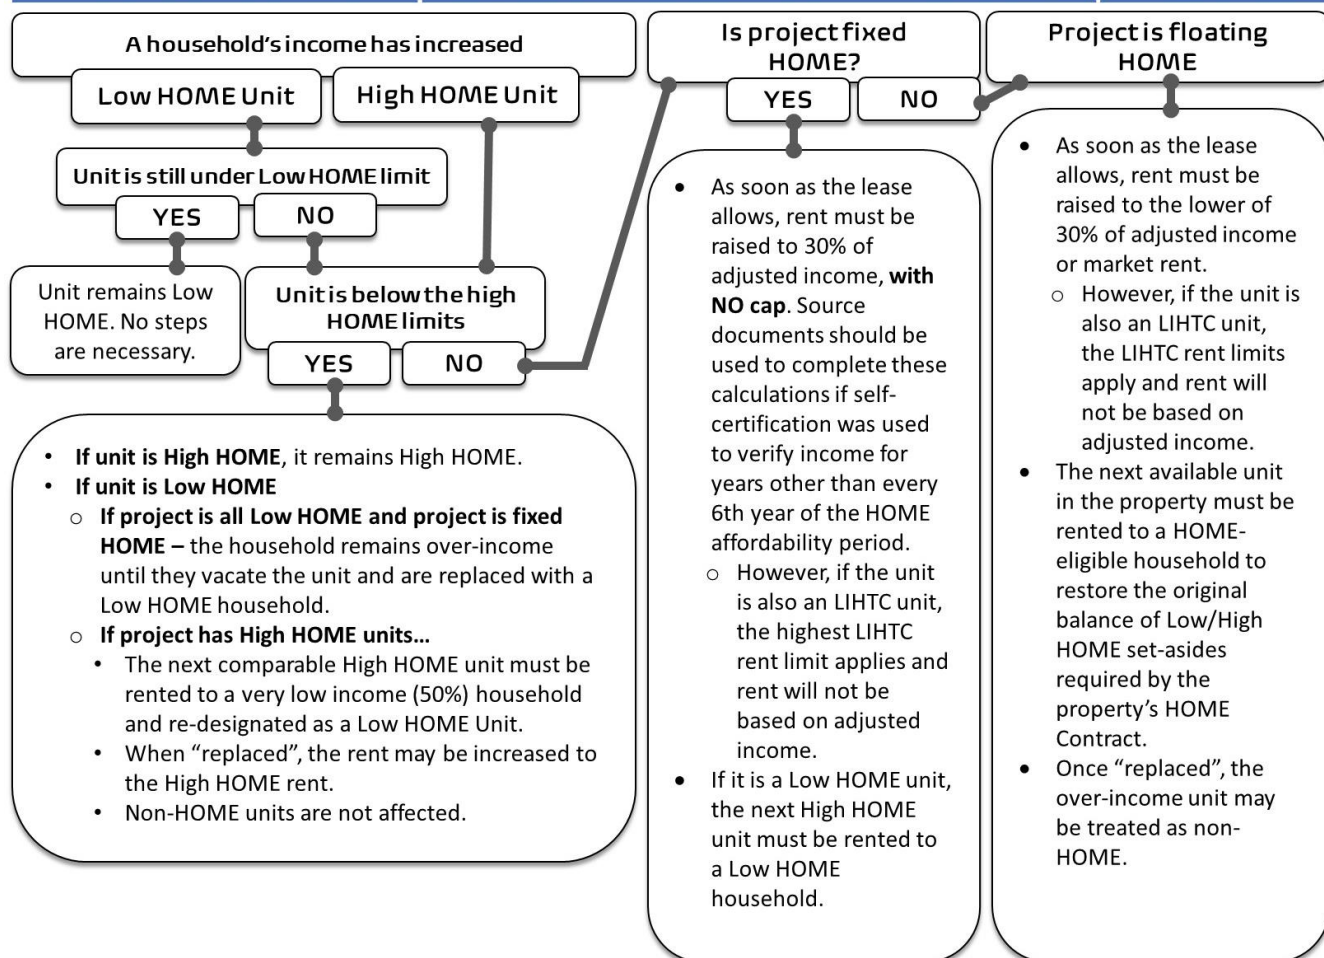 A household's income has increased
Low HOME Unit
High HOME Unit
Unit is still under Low HOME limit
YES
NO
Unit remains Low
HOME. No steps
are necessary.
Unit is below the high
HOME limits
YES
NO
• If unit is High HOME, it remains High HOME.
• If unit is Low HOME
o If project is all Low HOME and project is fixed
HOME – the household remains over-income
until they vacate the unit and are replaced with a
Low HOME household.
o If project has High HOME units...
• The next comparable High HOME unit must be
rented to a very low income (50%) household
and re-designated as a Low HOME Unit.
• When “replaced”, the rent may be increased to
the High HOME rent.
• Non-HOME units are not affected.
Is project fixed
HOME?
YES
NO
• As soon as the lease
allows, rent must be
raised to 30% of
adjusted income, with
NO cap. Source
documents should be
used to complete these
calculations if self-
certification was used
to verify income for
years other than every
6th year of the HOME
affordability period.
o However, if the unit
is also an LIHTC unit,
the highest LIHTC
rent limit applies and
rent will not be
based on adjusted
income.
• If it is a Low HOME unit,
the next High HOME
unit must be rented to
a Low HOME
household.
Project is floating
HOME
• As soon as the lease
allows, rent must be
raised to the lower of
30% of adjusted income
or market rent.
o However, if the unit is
also an LIHTC unit,
the LIHTC rent limits
apply and rent will
not be based on
adjusted income.
• The next available unit
in the property must be
rented to a HOME-
eligible household to
restore the original
balance of Low/High
HOME set-asides
required by the
property's HOME
Contract.
• Once “replaced”, the
over-income unit may
be treated as non-
HOME.